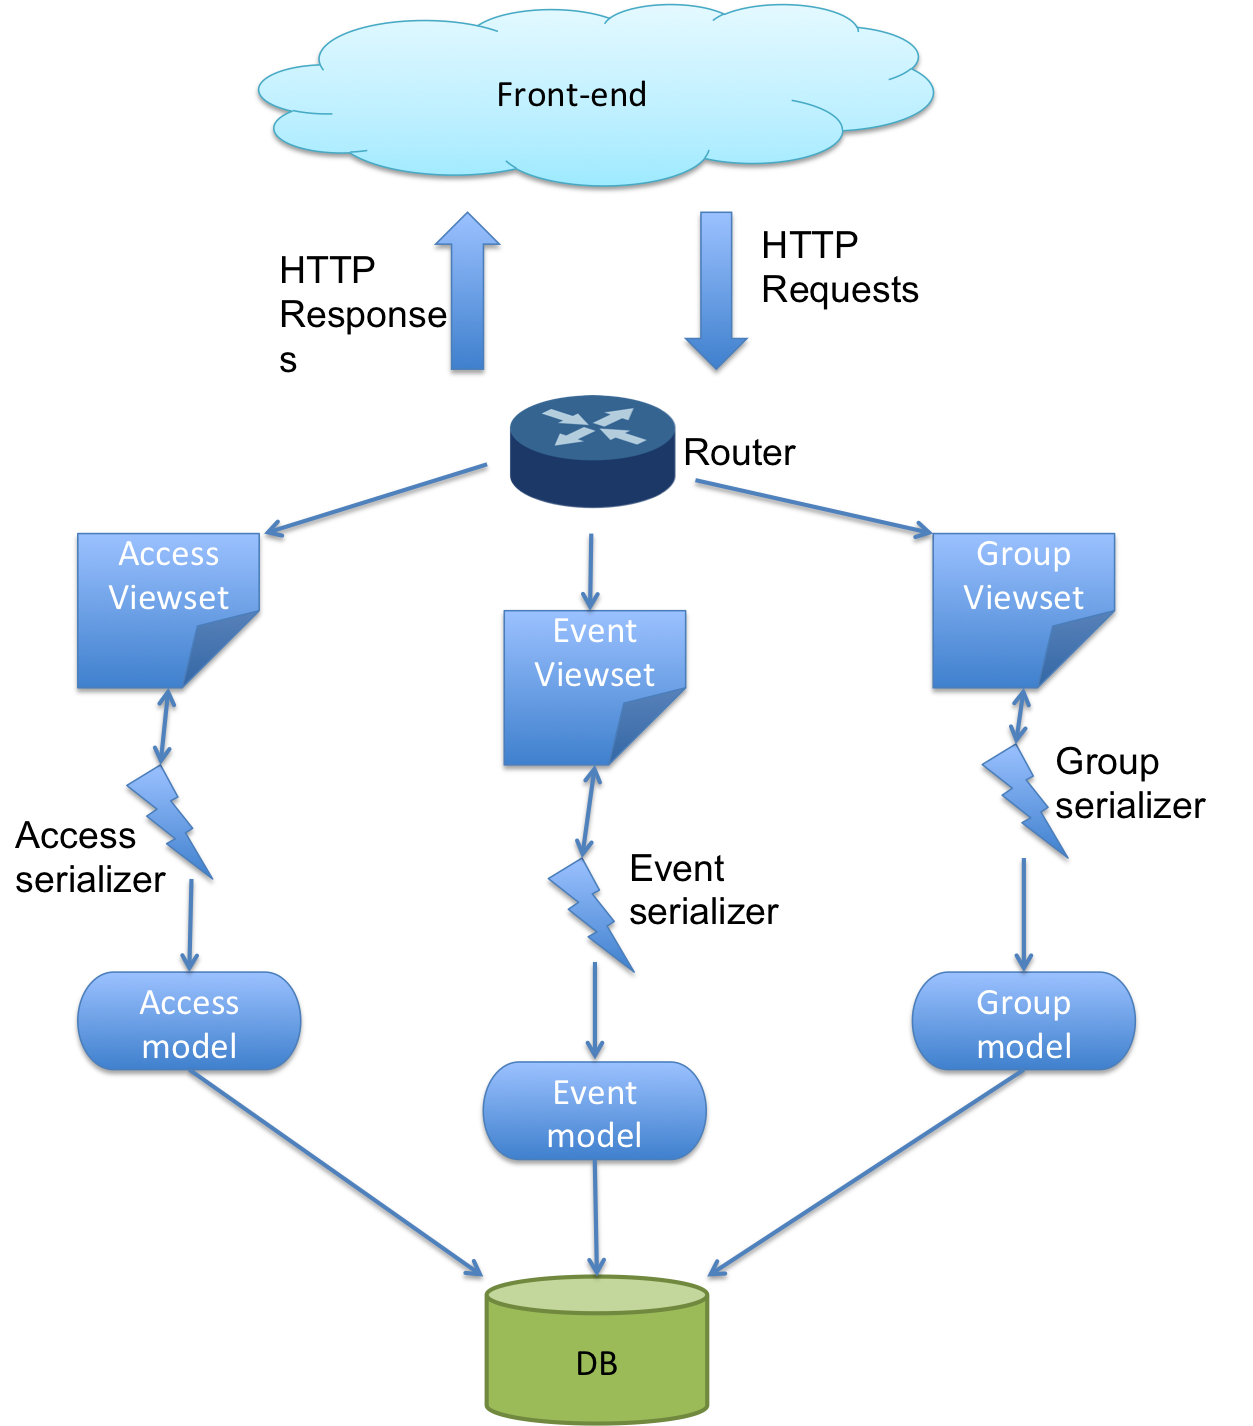 Front-end
HTTP
Response
s
HTTP
Requests
Router
Access
Viewset
Event
Viewset
Group
Viewset
Access
serializer
Event
serializer
Group
serializer
Access
model
Event
model
Group
model
DB